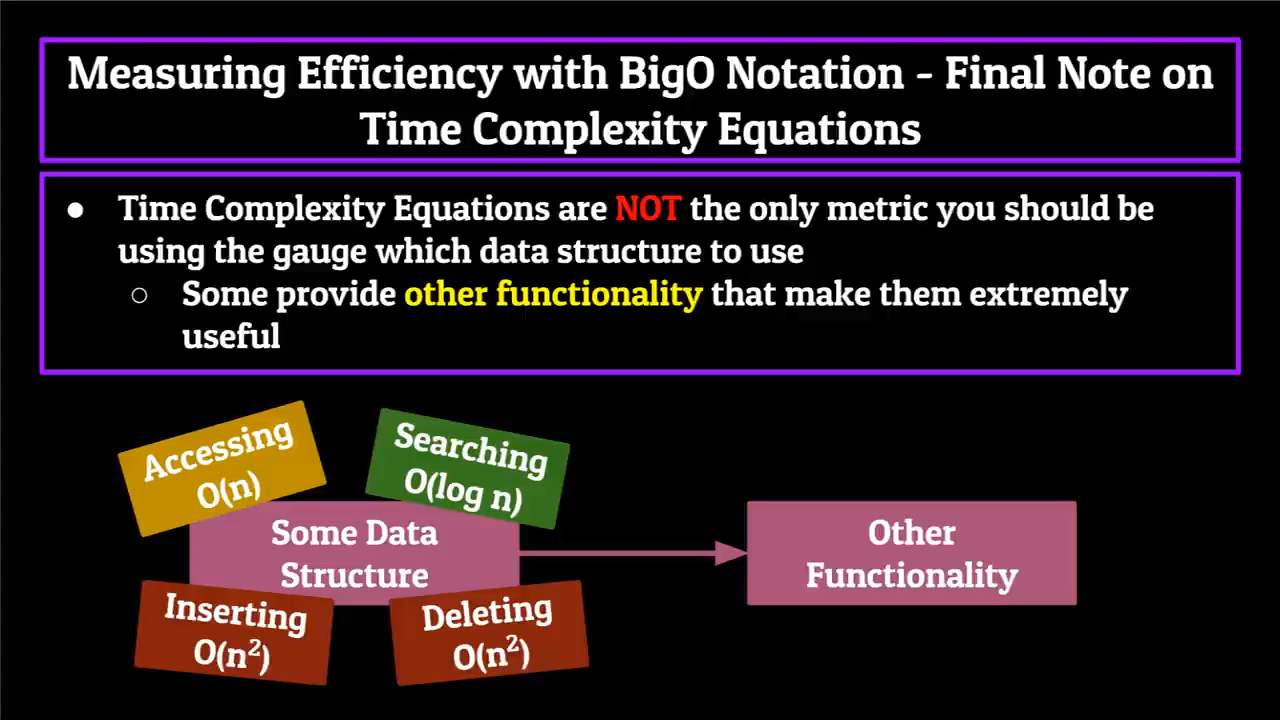 Measuring Efficiency with BigO Notation - Final Note on
Time Complexity Equations
● Time Complexity Equations are NOT the only metric you should be
using the gauge which data structure to use
○ Some provide other functionality that make them extremely
useful
Accessing
O(n)
Searching
O(log n)
Some Data
Structure
Other
Functionality
Inserting
O(n²)
Deleting
O(n²)